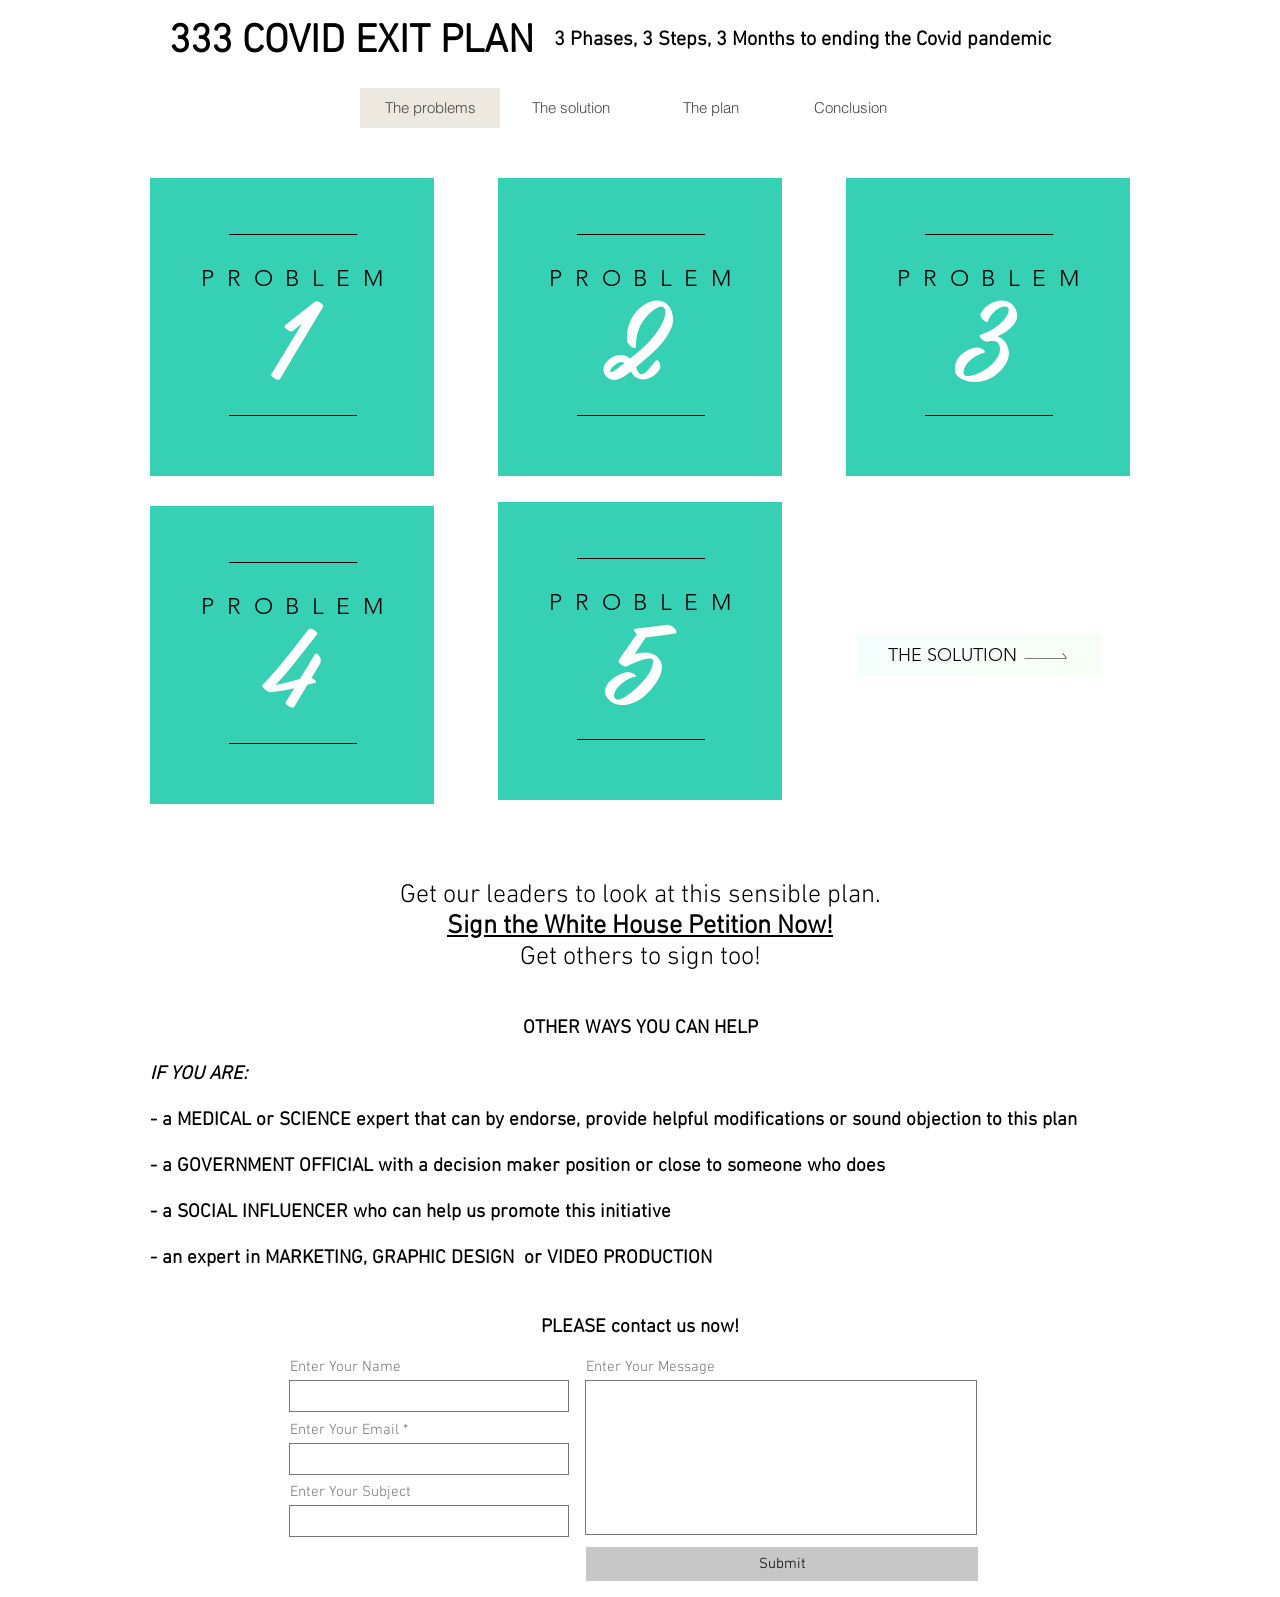 333 COVID EXIT PLAN 3 Phases, 3 Steps, 3 Months to ending the Covid pandemic
The problems The solution The plan Conclusion
PROBLEM PROBLEM PROBLEM
1 2 3
PROBLEM PROBLEM
4 5
THE SOLUTION
Get our leaders to look at this sensible plan.
Sign the White House Petition Now!
Get others to sign too!
OTHER WAYS YOU CAN HELP
IF YOU ARE:
- a MEDICAL or SCIENCE expert that can by endorse, provide helpful modifications or sound objection to this plan
- a GOVERNMENT OFFICIAL with a decision maker position or close to someone who does
- a SOCIAL INFLUENCER who can help us promote this initiative
- an expert in MARKETING, GRAPHIC DESIGN or VIDEO PRODUCTION
PLEASE contact us now!
Enter Your Name Enter Your Message
Enter Your Email *
Enter Your Subject
Submit